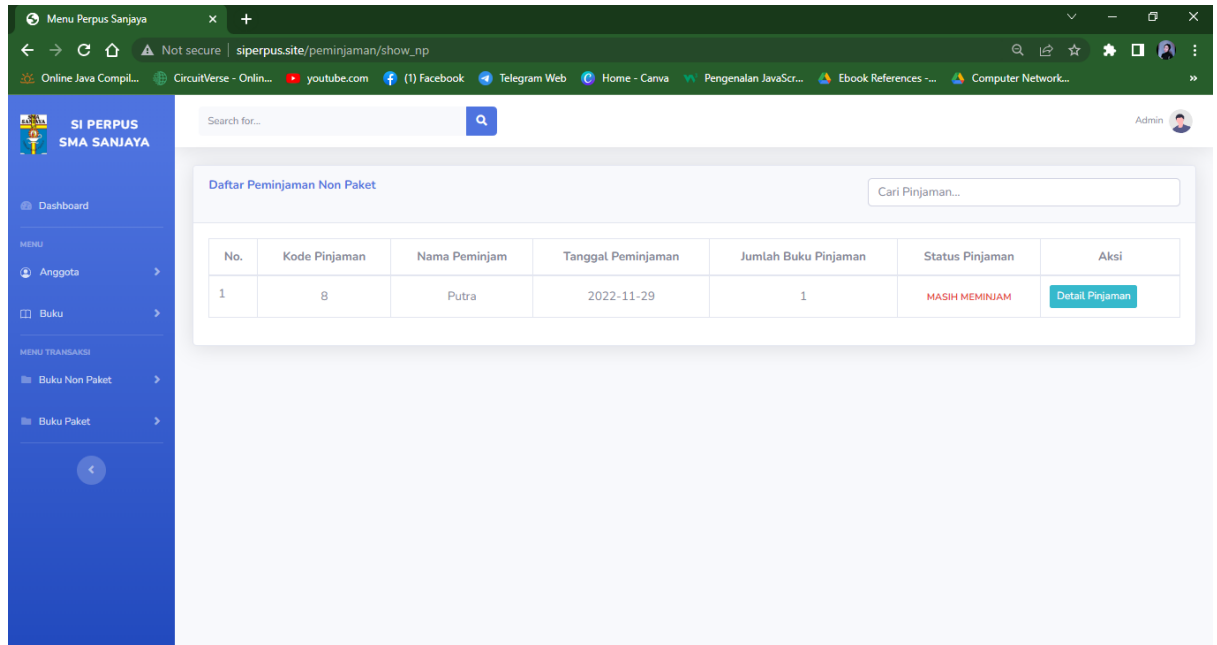 Menu Perpus Sanjaya
Not secure | siperpus.site/peminjaman/show_np
Online Java Compil... CircuitVerse - Onlin... youtube.com (1) Facebook Telegram Web Home - Canva Pengenalan JavaScr... Ebook References -... Computer Network... »
SI PERPUS
SMA SANJAYA
Search for...
Admin
Dashboard
MENU
Anggota
Buku
MENU TRANSAKSI
Buku Non Paket
Buku Paket
Daftar Peminjaman Non Paket
Cari Pinjaman...
No. Kode Pinjaman Nama Peminjam Tanggal Peminjaman Jumlah Buku Pinjaman Status Pinjaman Aksi
1 8 Putra 2022-11-29 1 MASIH MEMINJAM Detail Pinjaman